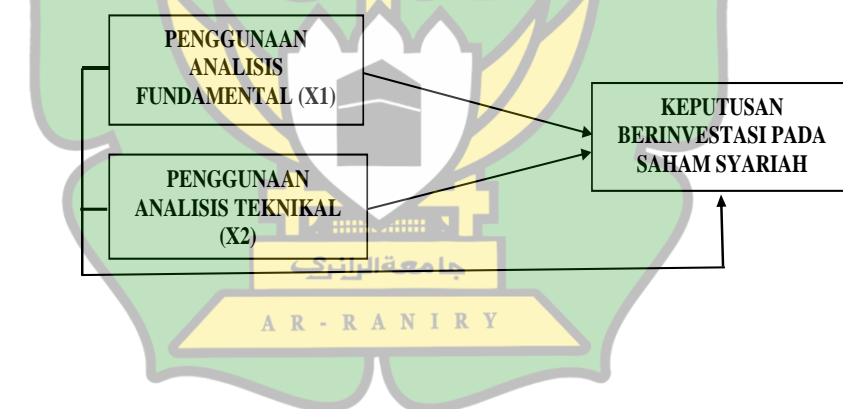 PENGGUNAAN
ANALISIS
FUNDAMENTAL (X1)
KEPUTUSAN
BERINVESTASI PADA
SAHAM SYARIAH
PENGGUNAAN
ANALISIS TEKNIKAL
(X2)
جامعة الرانري
AR-RANIRY